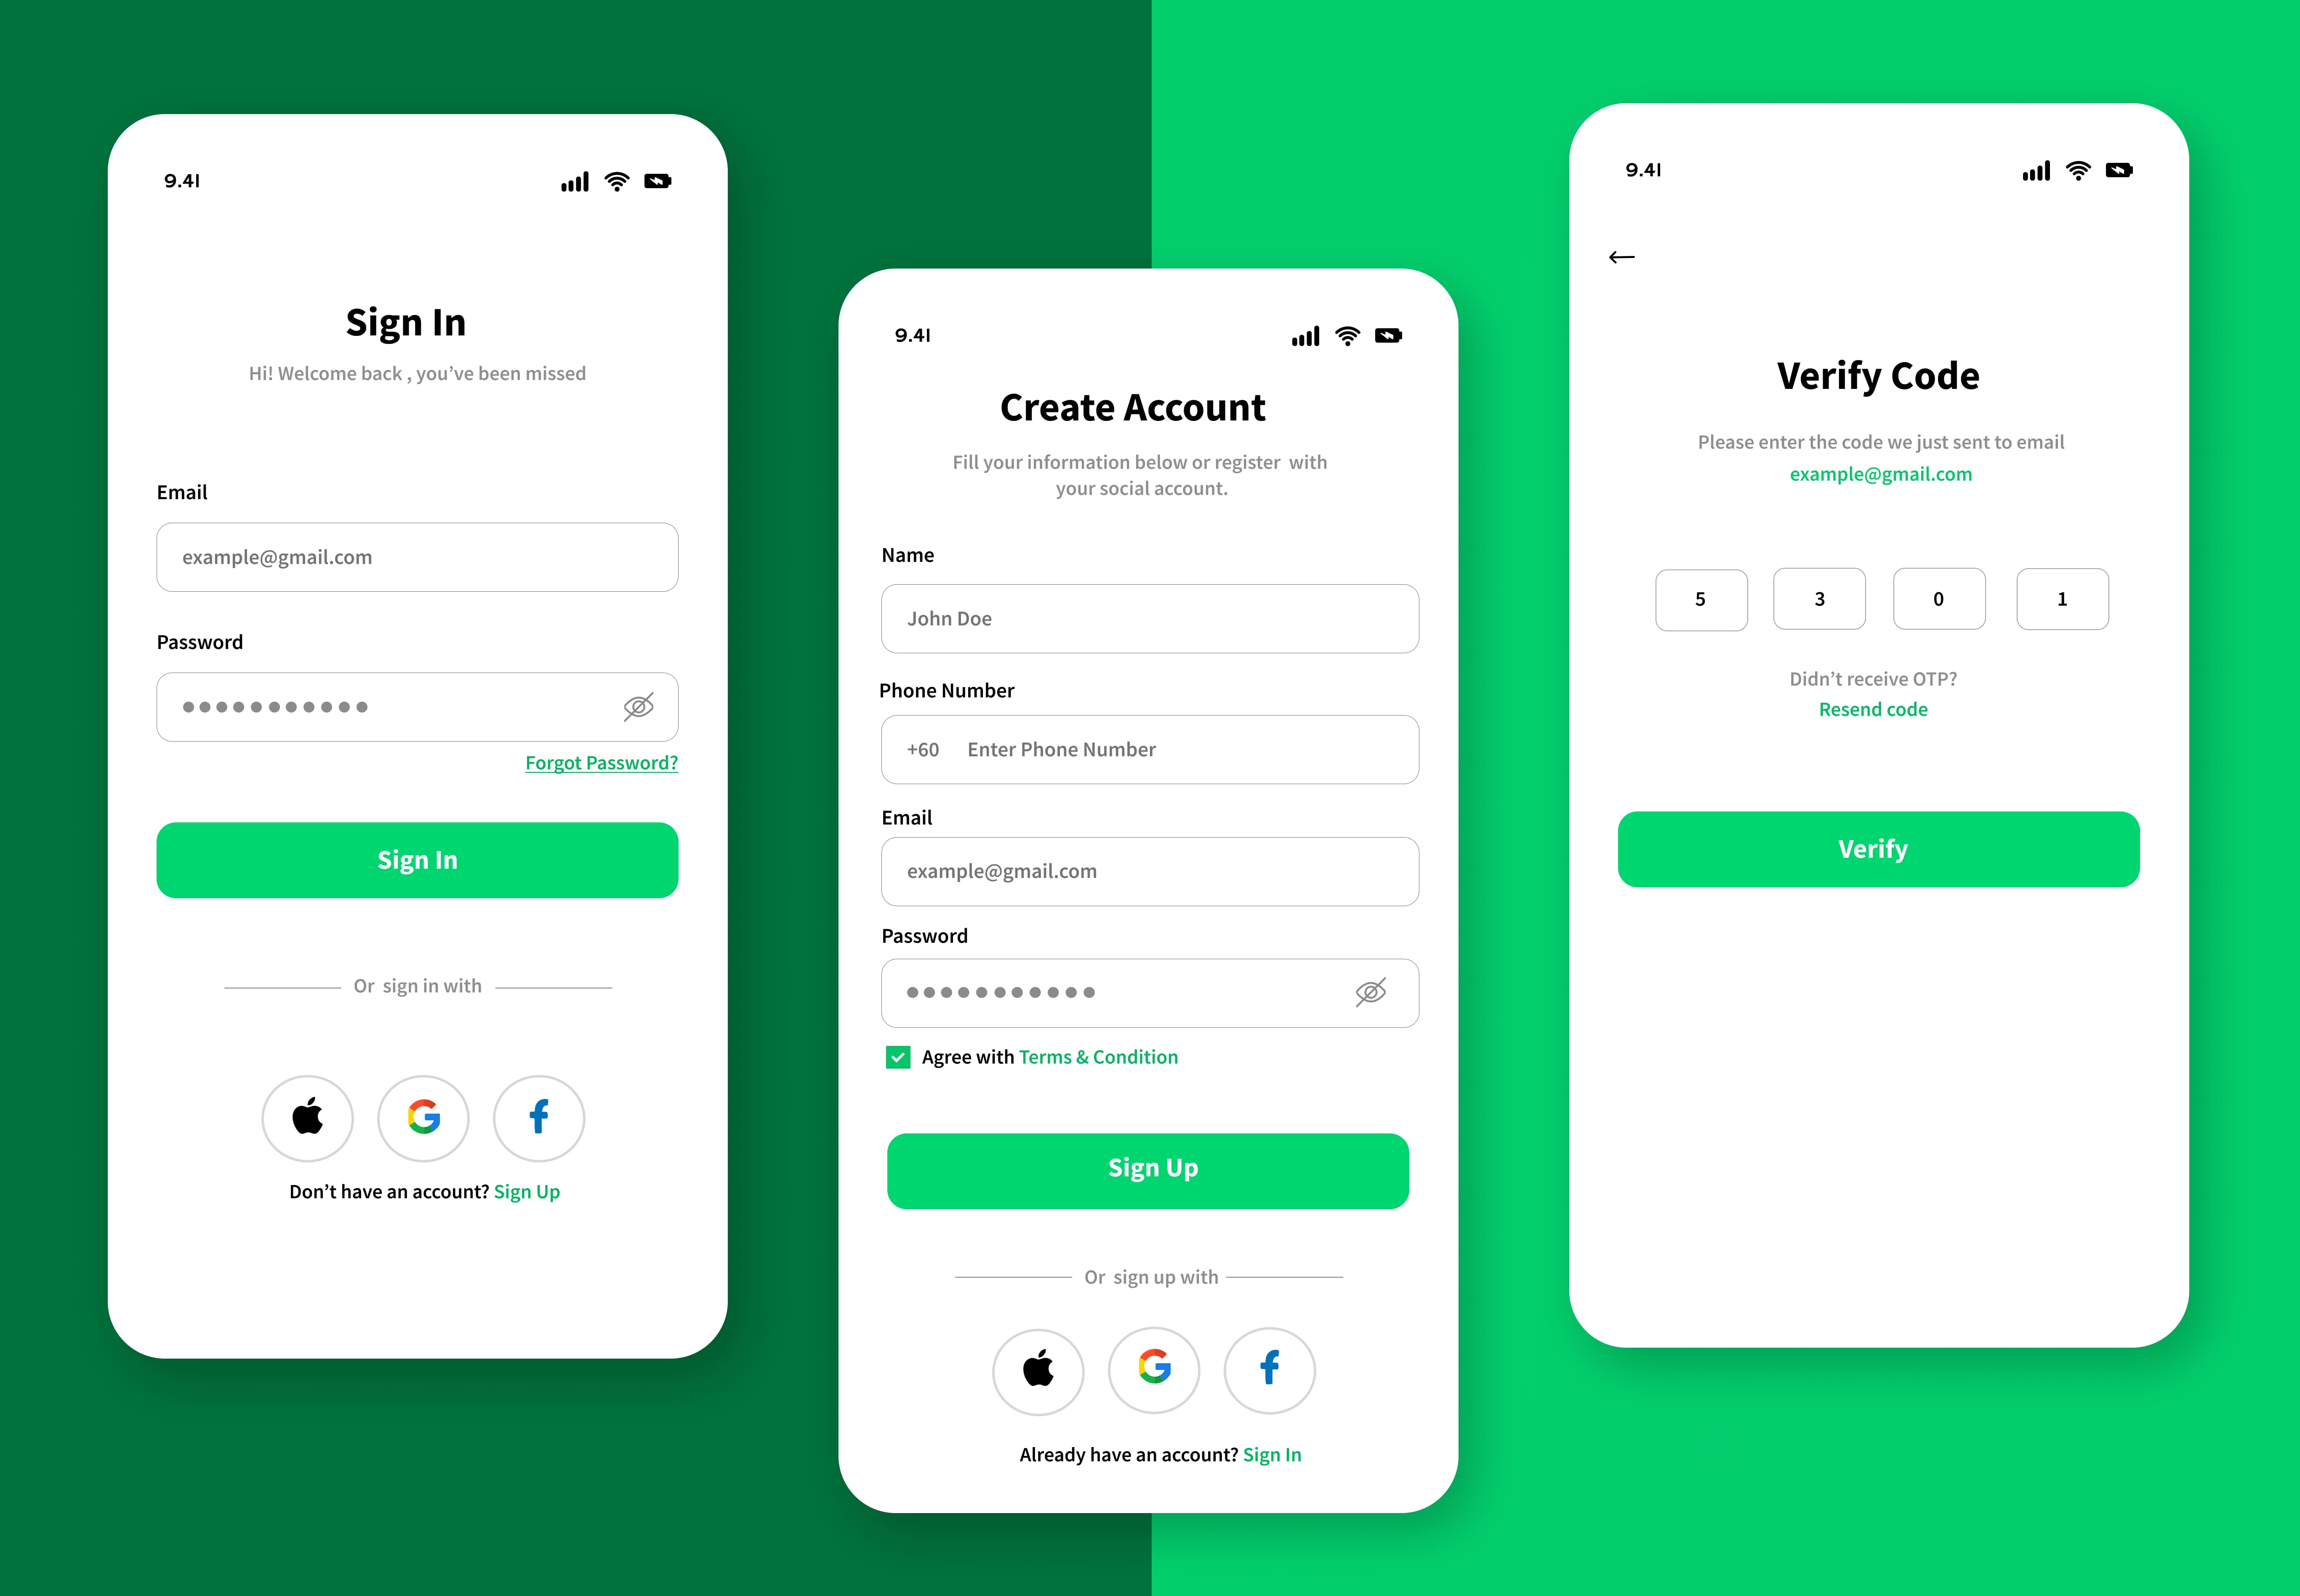 9.41
Sign In
Hi! Welcome back , you’ve been missed
Email
example@gmail.com
Password
Forgot Password?
Sign In
Or sign in with
Don’t have an account? Sign Up
9.41
Create Account
Fill your information below or register with
your social account.
Name
John Doe
Phone Number
+60 Enter Phone Number
Email
example@gmail.com
Password
Agree with Terms & Condition
Sign Up
Or sign up with
Already have an account? Sign In
9.41
Verify Code
Please enter the code we just sent to email
example@gmail.com
5 3 0 1
Didn’t receive OTP?
Resend code
Verify